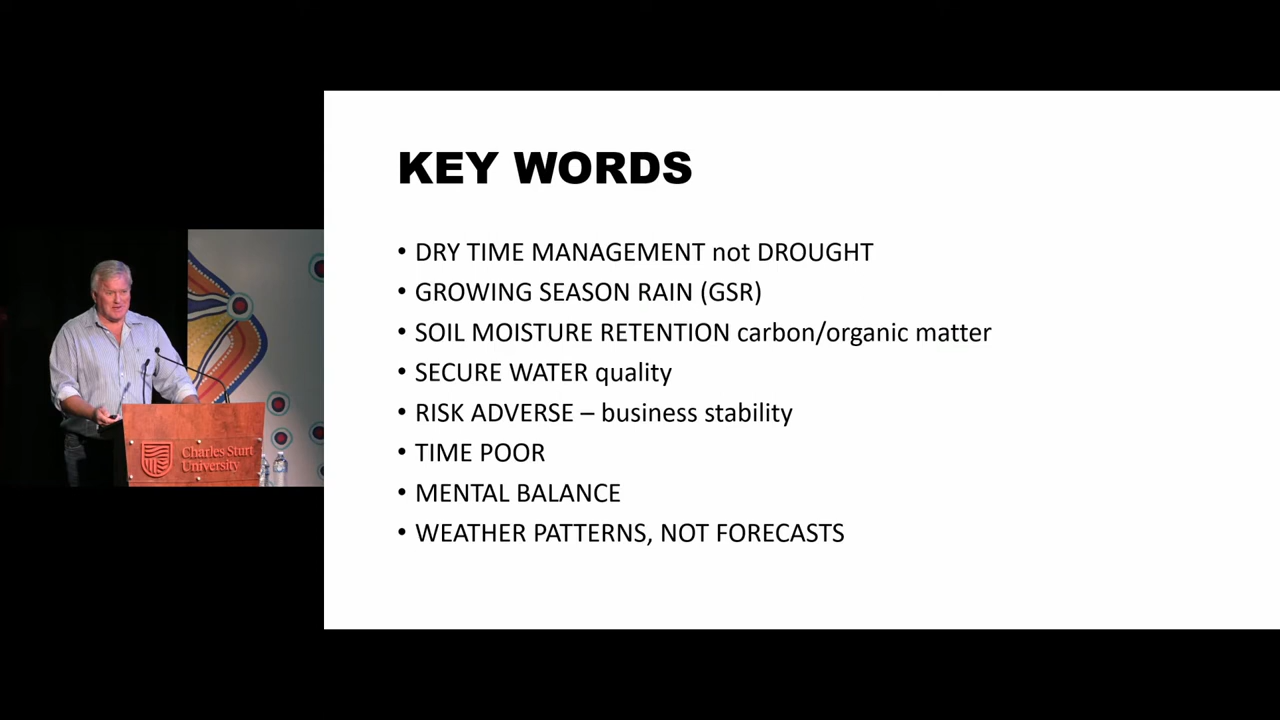 KEY WORDS
• DRY TIME MANAGEMENT not DROUGHT
• GROWING SEASON RAIN (GSR)
• SOIL MOISTURE RETENTION carbon/organic matter
• SECURE WATER quality
• RISK ADVERSE – business stability
• TIME POOR
• MENTAL BALANCE
• WEATHER PATTERNS, NOT FORECASTS
Charles Sturt
University